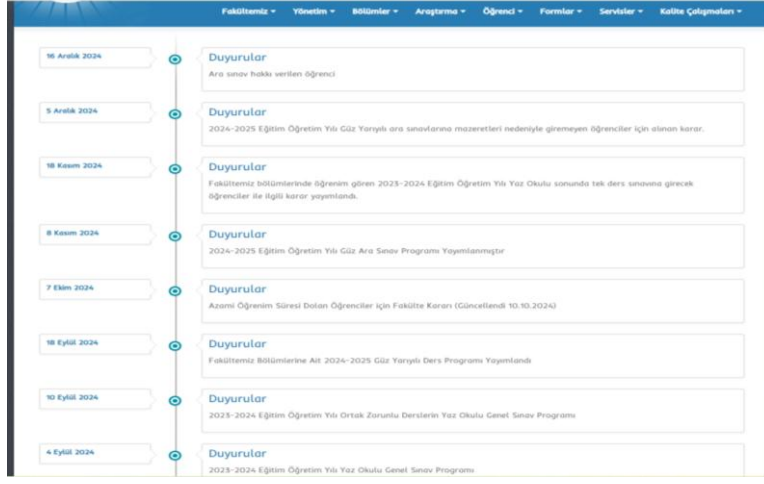 Fakültemiz Yönetim Bölümler Araştırma Öğrenci Formlar Servisler Kalite Çalışmaları
16 Aralık 2024
Duyurular
Ara sınav hakkı verilen öğrenci
5 Aralık 2024
Duyurular
2024-2025 Eğitim Öğretim Yılı Güz Yarıyılı ara sınavlarına mazeretleri nedeniyle giremeyen öğrenciler için alınan karar.
18 Kasım 2024
Duyurular
Fakültemiz bölümlerinde öğrenim gören 2023-2024 Eğitim Öğretim Yılı Yaz Okulu sonunda tek ders sınavına girecek
öğrenciler ile ilgili karar yayımlandı.
8 Kasım 2024
Duyurular
2024-2025 Eğitim Öğretim Yılı Güz Ara Sınav Programı Yayımlanmıştır
7 Ekim 2024
Duyurular
Azami Öğrenim Süresi Dolan Öğrenciler için Fakülte Kararı (Güncellendi 10.10.2024)
18 Eylül 2024
Duyurular
Fakültemiz Bölümlerine Ait 2024-2025 Güz Yarıyılı Ders Programı Yayımlandı
10 Eylül 2024
Duyurular
2023-2024 Eğitim Öğretim Yılı Ortak Zorunlu Derslerin Yaz Okulu Genel Sınav Programı
4 Eylül 2024
Duyurular
2023-2024 Eğitim Öğretim Yılı Yaz Okulu Genel Sınav Programı